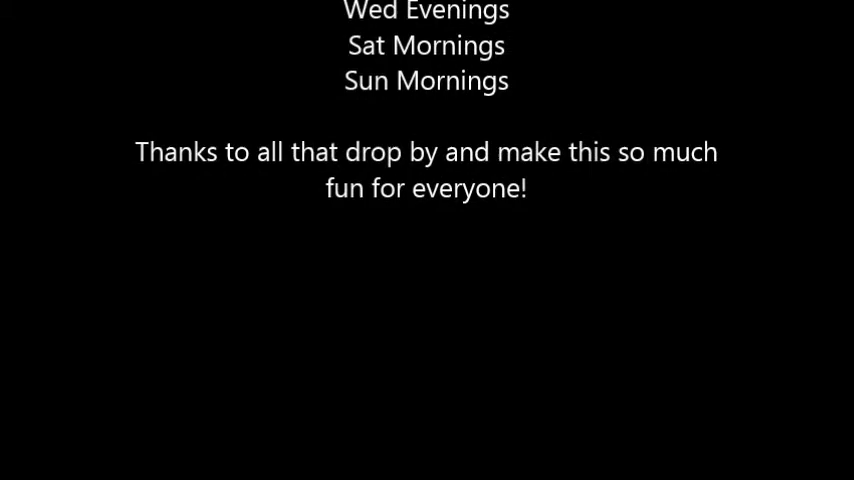 Wed Evenings
Sat Mornings
Sun Mornings
Thanks to all that drop by and make this so much
fun for everyone!